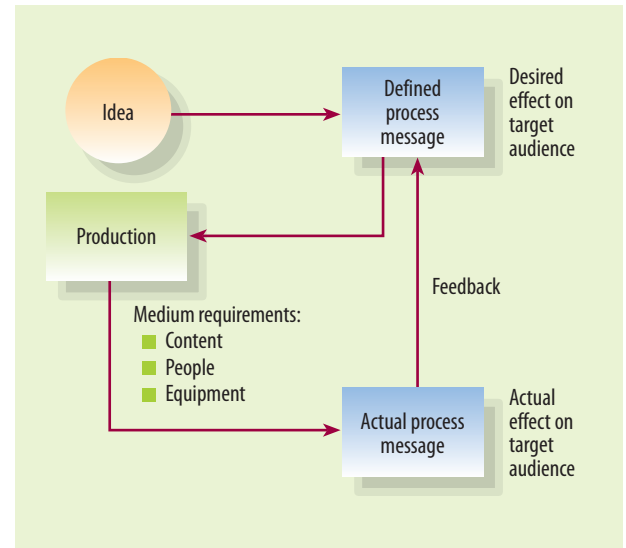 Idea
Defined
process
message
Desired
effect on
target
audience
Production
Feedback
Medium requirements:
Content
People
Equipment
Actual process
message
Actual
effect on
target
audience